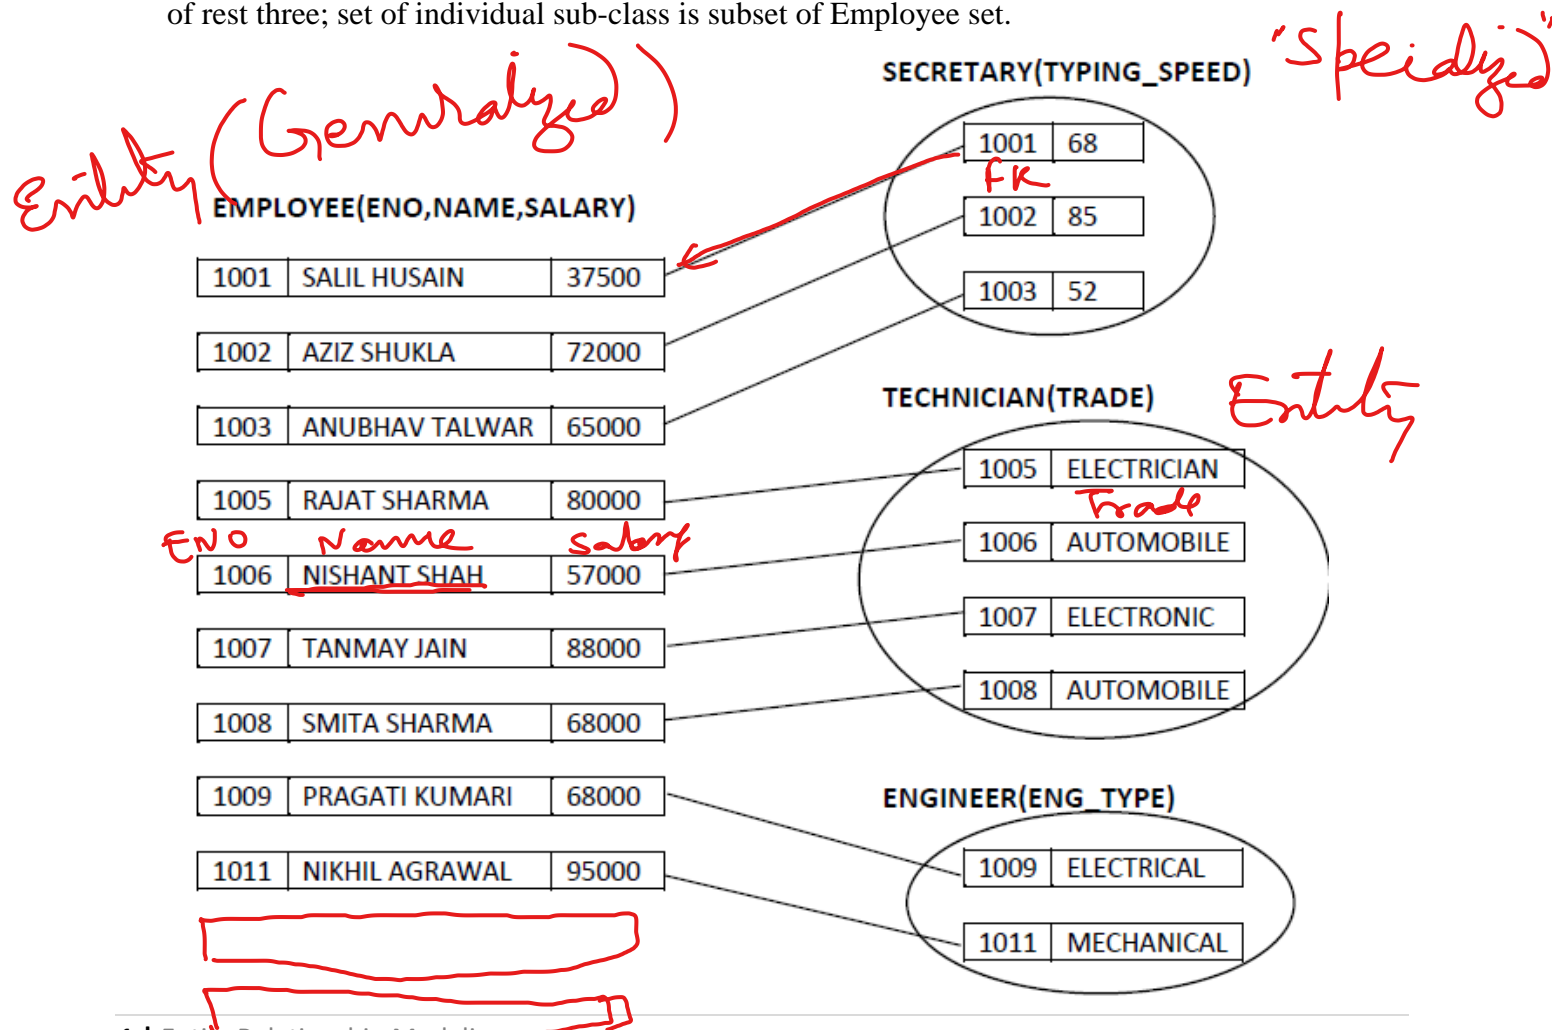 of rest three; set of individual sub-class is subset of Employee set.
"Speialized"
Entity (Generalized)
SECRETARY(TYPING_SPEED)
1001 68
FK
1002 85
1003 52
EMPLOYEE(ENO,NAME,SALARY)
1001 SALIL HUSAIN 37500
1002 AZIZ SHUKLA 72000
1003 ANUBHAV TALWAR 65000
1005 RAJAT SHARMA 80000
ENO Name Salary
1006 NISHANT SHAH 57000
1007 TANMAY JAIN 88000
1008 SMITA SHARMA 68000
1009 PRAGATI KUMARI 68000
1011 NIKHIL AGRAWAL 95000
TECHNICIAN(TRADE)
Entity
1005 ELECTRICIAN
Trade
1006 AUTOMOBILE
1007 ELECTRONIC
1008 AUTOMOBILE
ENGINEER(ENG_TYPE)
1009 ELECTRICAL
1011 MECHANICAL